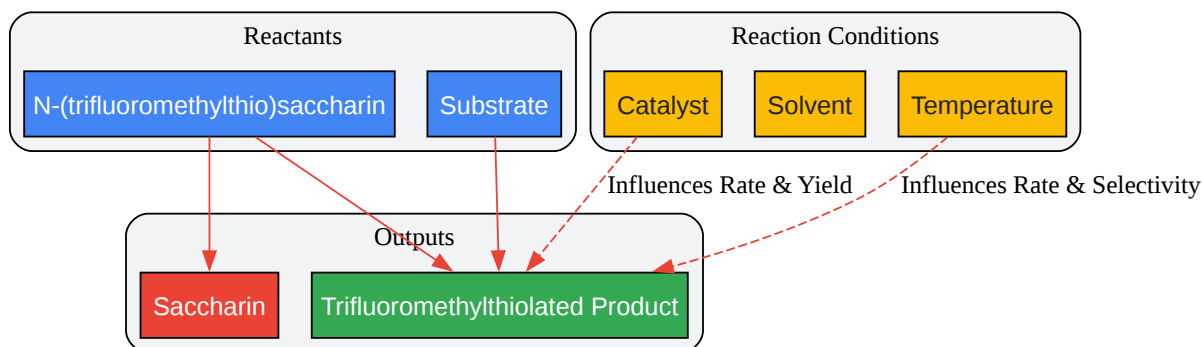 Reactants
Reaction Conditions
N-(trifluoromethylthio)saccharin
Substrate
Catalyst
Solvent
Temperature
Influences Rate & Yield
Influences Rate & Selectivity
Outputs
Saccharin
Trifluoromethylthiolated Product